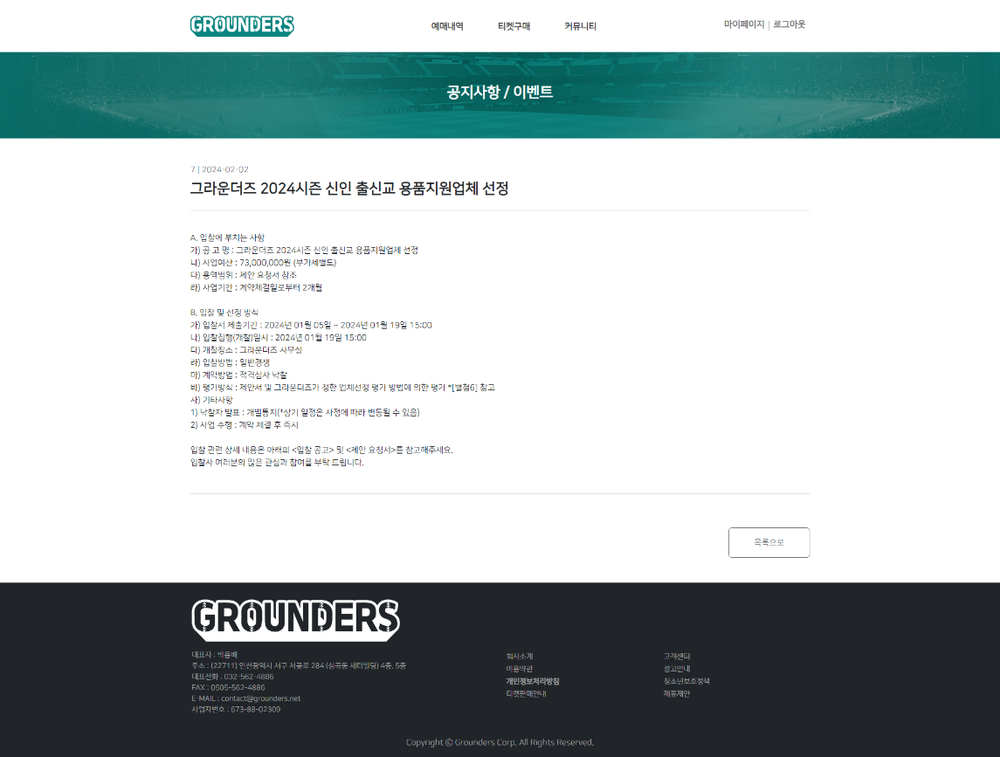 GROUNDERS
예매내역
티켓구매
커뮤니티
마이페이지 | 로그아웃
공지사항 / 이벤트
7 | 2024-02-02
그라운더즈 2024시즌 신인 출신교 용품지원업체 선정
A. 입찰에 부치는 사항
가) 공 고 명 : 그라운더즈 2024시즌 신인 출신교 용품지원업체 선정
나) 사업예산 : 73,000,000원 (부가세별도)
다) 용역범위 : 제안 요청서 참조
라) 사업기간 : 계약체결일로부터 2개월
B. 입찰 및 선정 방식
가) 입찰서 제출기간 : 2024년 01월 05일 ~ 2024년 01월 19일 15:00
나) 입찰집행(개찰)일시 : 2024년 01월 19일 15:00
다) 개찰장소 : 그라운더즈 사무실
라) 입찰방법 : 일반경쟁
마) 계약방법 : 적격심사 낙찰
바) 평가방식 : 제안서 및 그라운더즈가 정한 업체선정 평가 방법에 의한 평가 *[별첨6] 참고
사) 기타사항
1) 낙찰자 발표 : 개별통지(*상기 일정은 사정에 따라 변동될 수 있음)
2) 사업 수행 : 계약 체결 후 즉시
입찰 관련 상세 내용은 아래의 <입찰 공고> 및 <제안 요청서>를 참고해주세요.
입찰사 여러분의 많은 관심과 참여를 부탁 드립니다.
목록으로
GROUNDERS
대표자 : 박용배
주소 : (22711) 인천광역시 서구 서곶로 284 (심곡동 새터빌딩) 4층, 5층
대표전화 : 032-562-4886
FAX : 0505-562-4886
E-MAIL : contact@grounders.net
사업자번호 : 673-88-02309
회사소개
이용약관
개인정보처리방침
티켓판매안내
고객센터
광고안내
청소년보호정책
제휴제안
Copyright ⓒ Grounders Corp. All Rights Reserved.